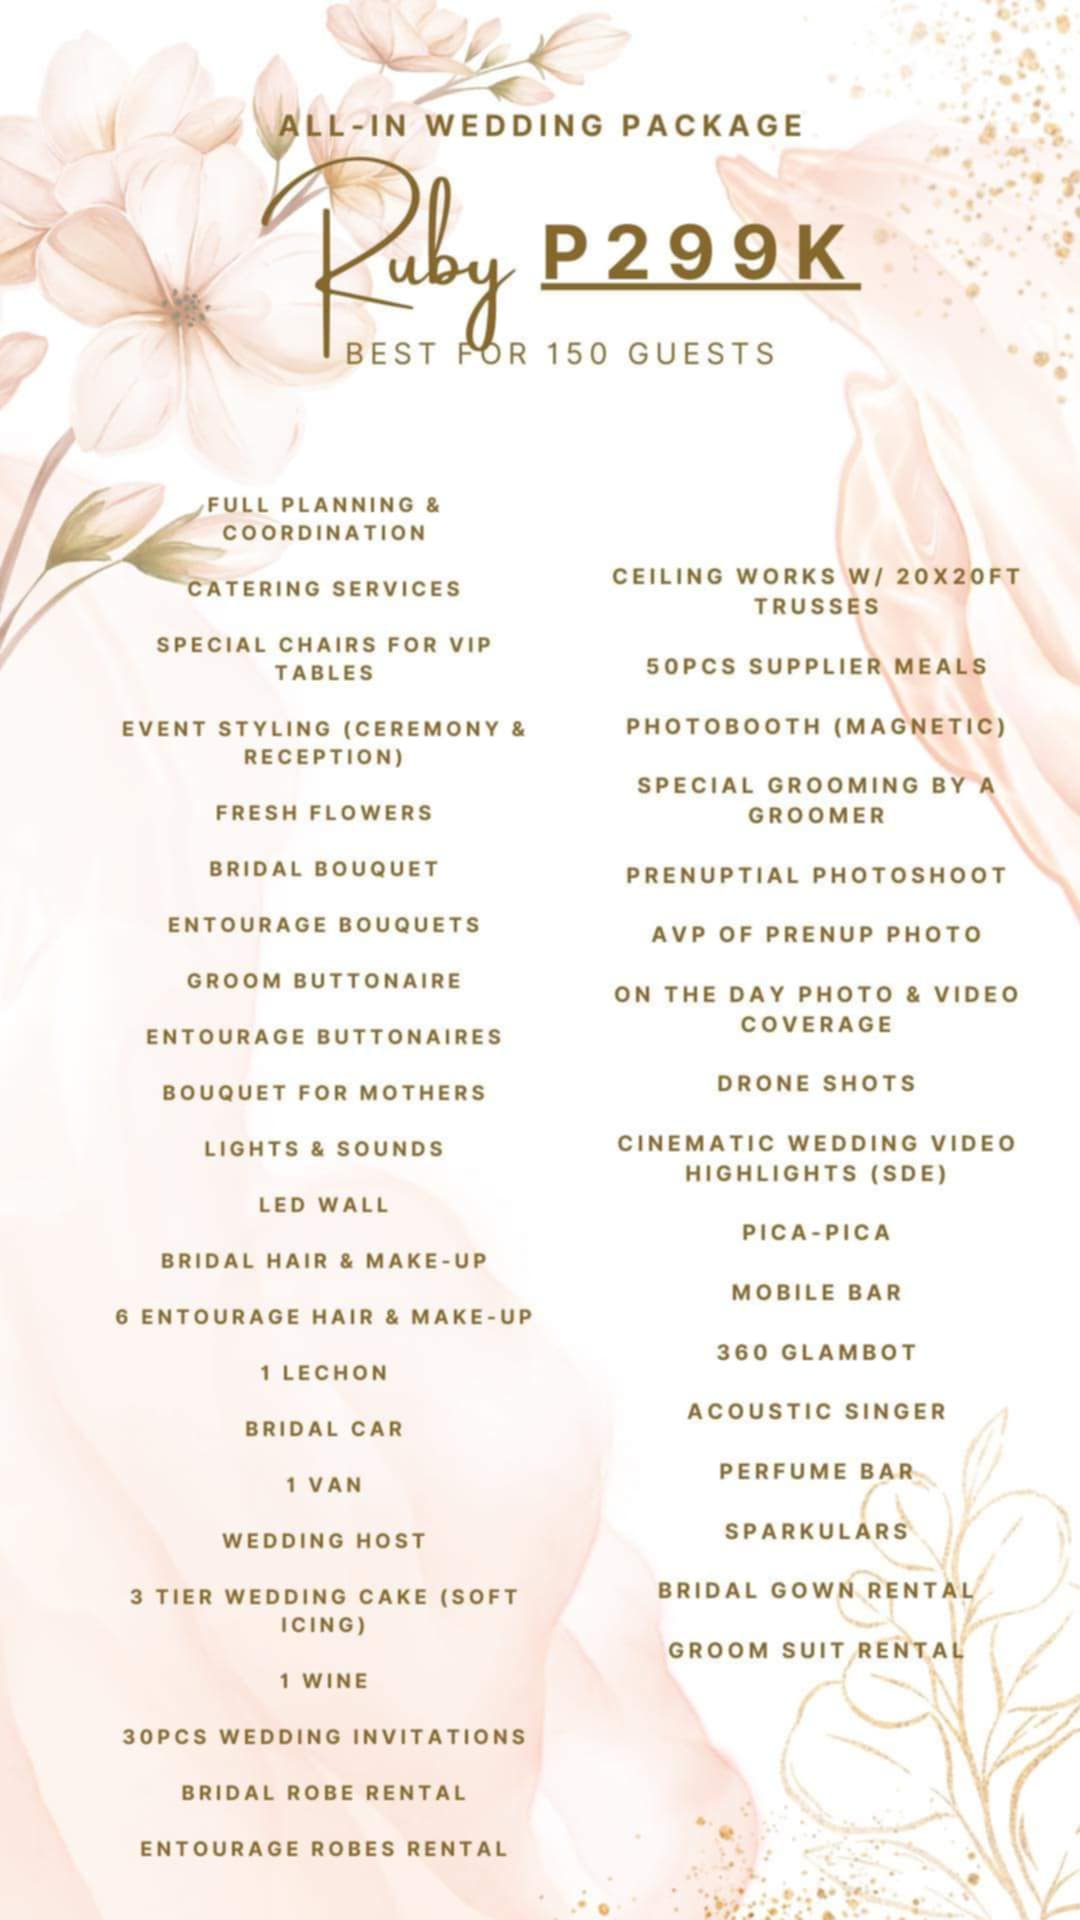 ALL-IN WEDDING PACKAGE
Ruby P299K
BEST FOR 150 GUESTS
FULL PLANNING &
COORDINATION
CATERING SERVICES
SPECIAL CHAIRS FOR VIP
TABLES
EVENT STYLING (CEREMONY &
RECEPTION)
FRESH FLOWERS
BRIDAL BOUQUET
ENTOURAGE BOUQUETS
GROOM BUTTONAIRE
ENTOURAGE BUTTONAIRES
BOUQUET FOR MOTHERS
LIGHTS & SOUNDS
LED WALL
BRIDAL HAIR & MAKE-UP
6 ENTOURAGE HAIR & MAKE-UP
1 LECHON
BRIDAL CAR
1 VAN
WEDDING HOST
3 TIER WEDDING CAKE (SOFT
ICING)
1 WINE
30PCS WEDDING INVITATIONS
BRIDAL ROBE RENTAL
ENTOURAGE ROBES RENTAL
CEILING WORKS W/ 20X20FT
TRUSSES
50PCS SUPPLIER MEALS
PHOTOBOOTH (MAGNETIC)
SPECIAL GROOMING BY A
GROOMER
PRENUPTIAL PHOTOSHOOT
AVP OF PRENUP PHOTO
ON THE DAY PHOTO & VIDEO
COVERAGE
DRONE SHOTS
CINEMATIC WEDDING VIDEO
HIGHLIGHTS (SDE)
PICA-PICA
MOBILE BAR
360 GLAMBOT
ACOUSTIC SINGER
PERFUME BAR
SPARKULARS
BRIDAL GOWN RENTAL
GROOM SUIT RENTAL